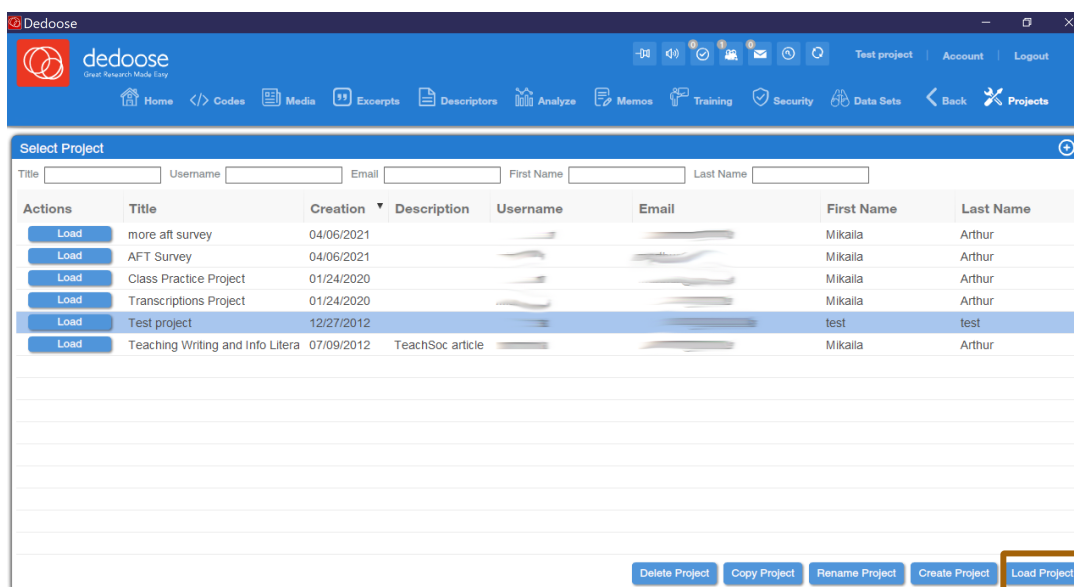 Dedoose
dedoose
Great Research Made Easy
0 1 0
Test project | Account | Logout
Home </> Codes Media Excerpts Descriptors Analyze Memos Training Security Data Sets Back Projects
Select Project
Title Username Email First Name Last Name
Actions Title Creation ▼ Description Username Email First Name Last Name
Load more aft survey 04/06/2021 Mikaila Arthur
Load AFT Survey 04/06/2021 Mikaila Arthur
Load Class Practice Project 01/24/2020 Mikaila Arthur
Load Transcriptions Project 01/24/2020 Mikaila Arthur
Load Test project 12/27/2012 test test
Load Teaching Writing and Info Litera 07/09/2012 TeachSoc article Mikaila Arthur
Delete Project Copy Project Rename Project Create Project Load Project